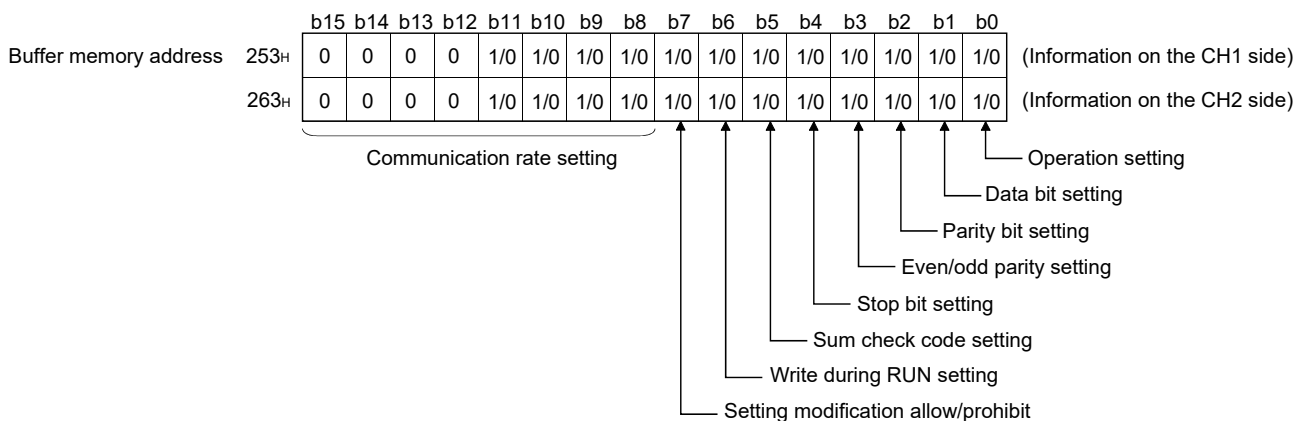 b15 b14 b13 b12 b11 b10 b9 b8 b7 b6 b5 b4 b3 b2 b1 b0
Buffer memory address 253H 0 0 0 0 1/0 1/0 1/0 1/0 1/0 1/0 1/0 1/0 1/0 1/0 1/0 1/0 (Information on the CH1 side)
263H 0 0 0 0 1/0 1/0 1/0 1/0 1/0 1/0 1/0 1/0 1/0 1/0 1/0 1/0 (Information on the CH2 side)
Communication rate setting Operation setting
Data bit setting
Parity bit setting
Even/odd parity setting
Stop bit setting
Sum check code setting
Write during RUN setting
Setting modification allow/prohibit